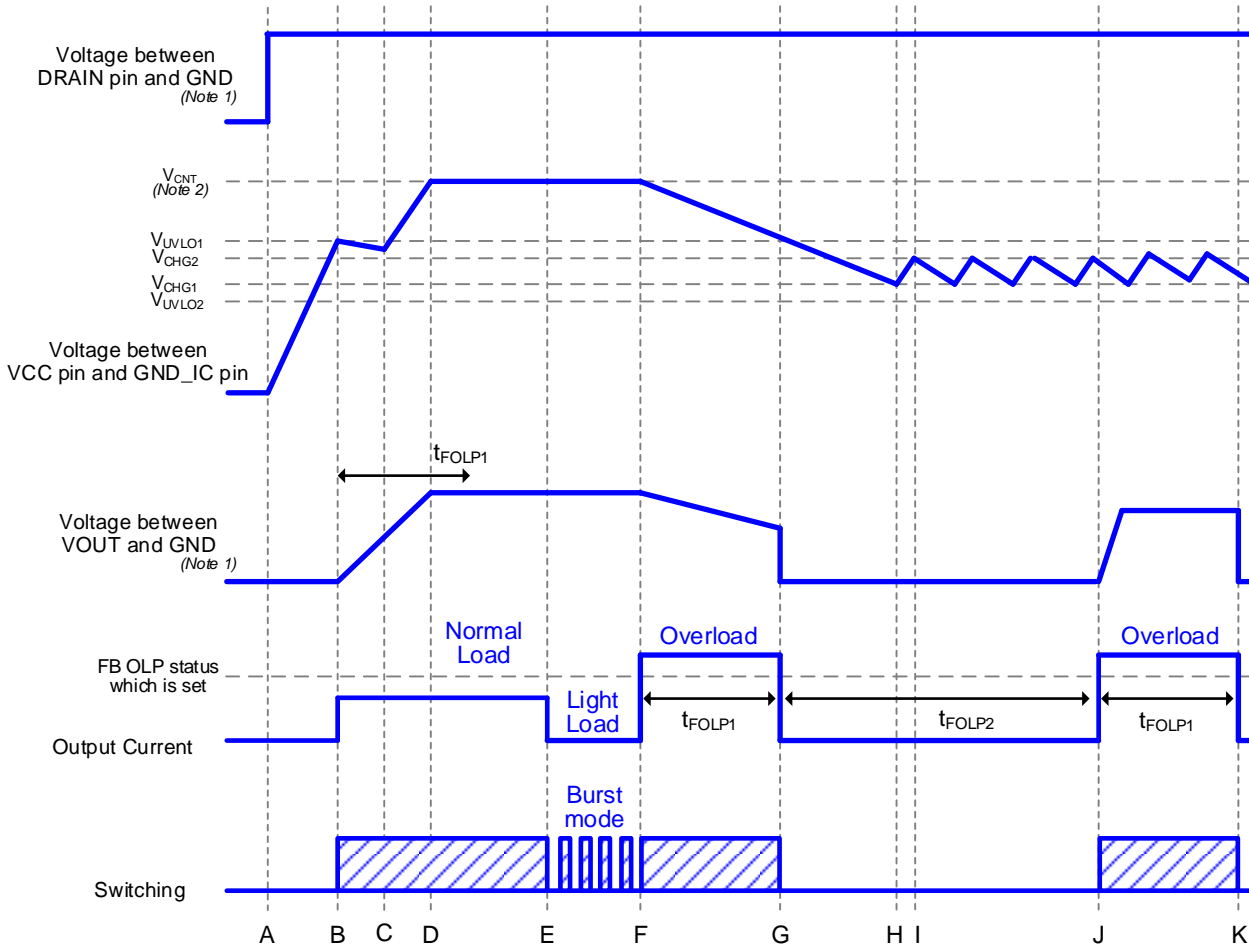 Voltage between
DRAIN pin and GND
(Note 1)
VCNT
(Note 2)
VUVLO1
VCHG2
VCHG1
VUVLO2
Voltage between
VCC pin and GND_IC pin
tFOLP1
Voltage between
VOUT and GND
(Note 1)
Normal
Load
Overload
Overload
FB OLP status
which is set
Light
Load
tFOLP1
tFOLP2
tFOLP1
Output Current
Burst
mode
Switching
A B C D E F G H I J K